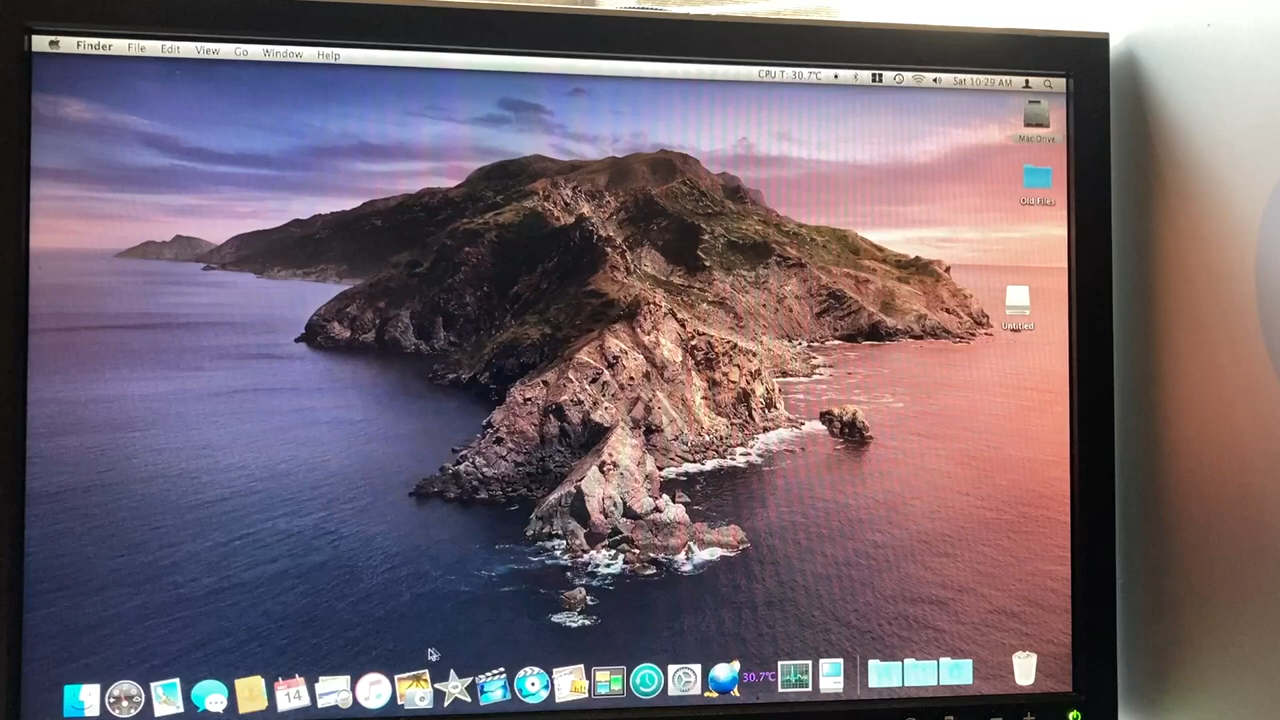 Finder File Edit View Go Window Help
CPU T: 30.7℃ Sat 10:29 AM
Mac Drive
Old Files
Untitled
14
30.7℃